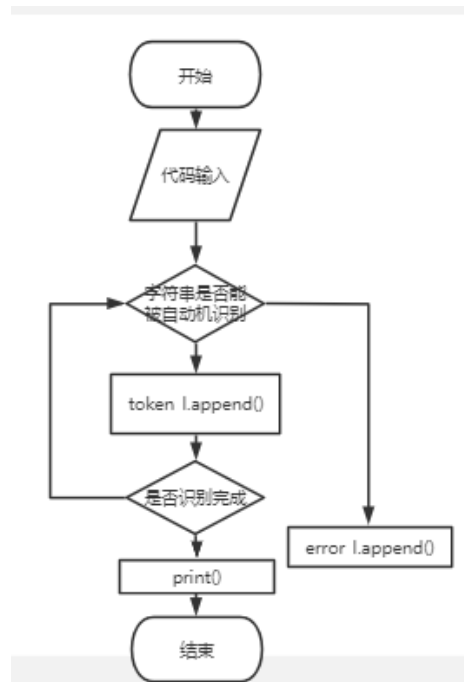 开始
代码输入
字符串是否能
被自动机识别
token l.append()
是否识别完成
error l.append()
print()
结束